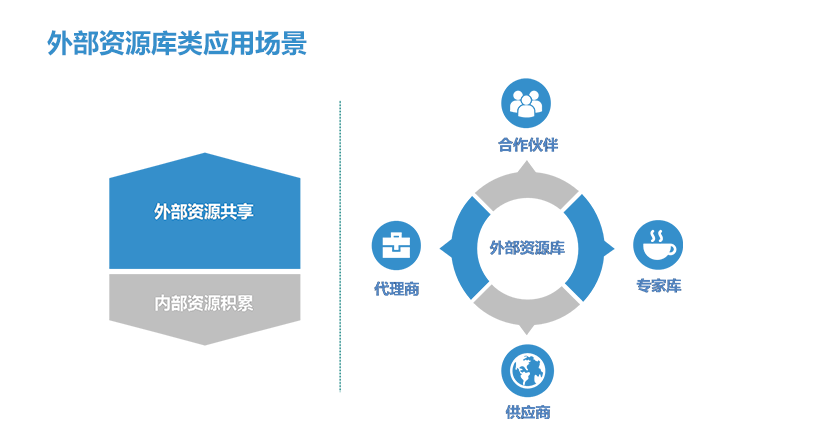 外部资源库类应用场景
外部资源共享
内部资源积累
合作伙伴
代理商
外部资源库
专家库
供应商